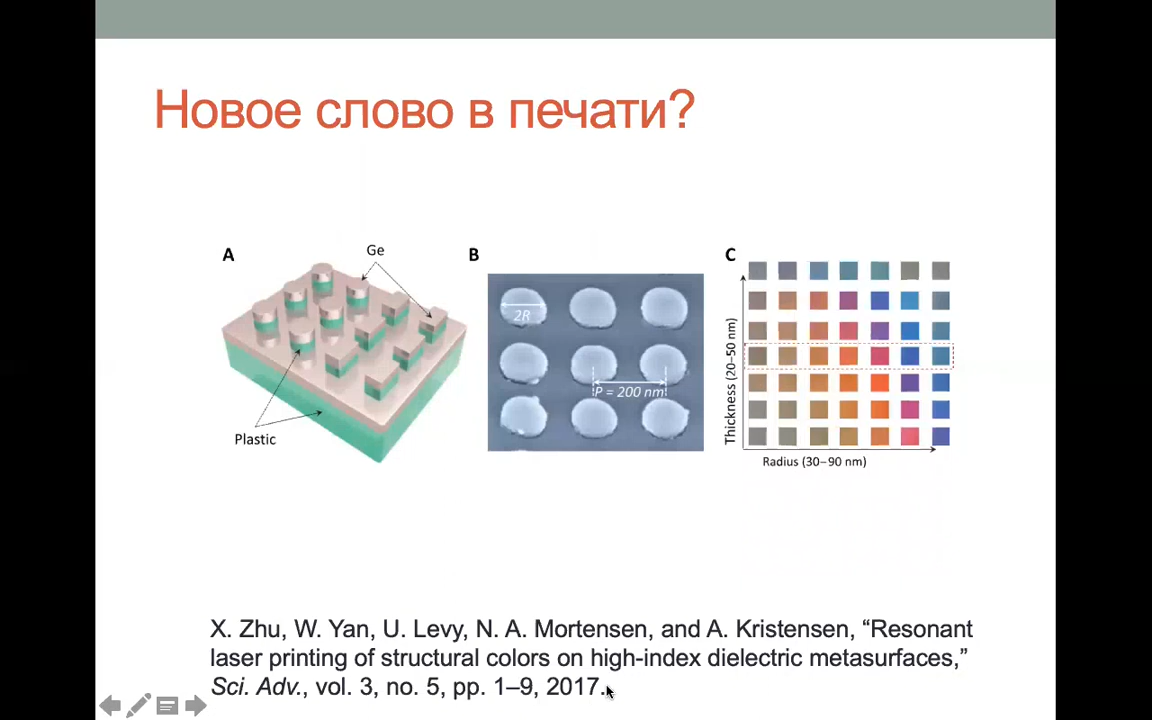 Новое слово в печати?
A
Ge
Plastic
B
2R
P = 200 nm
C
Thickness (20–50 nm)
Radius (30–90 nm)
X. Zhu, W. Yan, U. Levy, N. A. Mortensen, and A. Kristensen, “Resonant
laser printing of structural colors on high-index dielectric metasurfaces,”
Sci. Adv., vol. 3, no. 5, pp. 1–9, 2017.